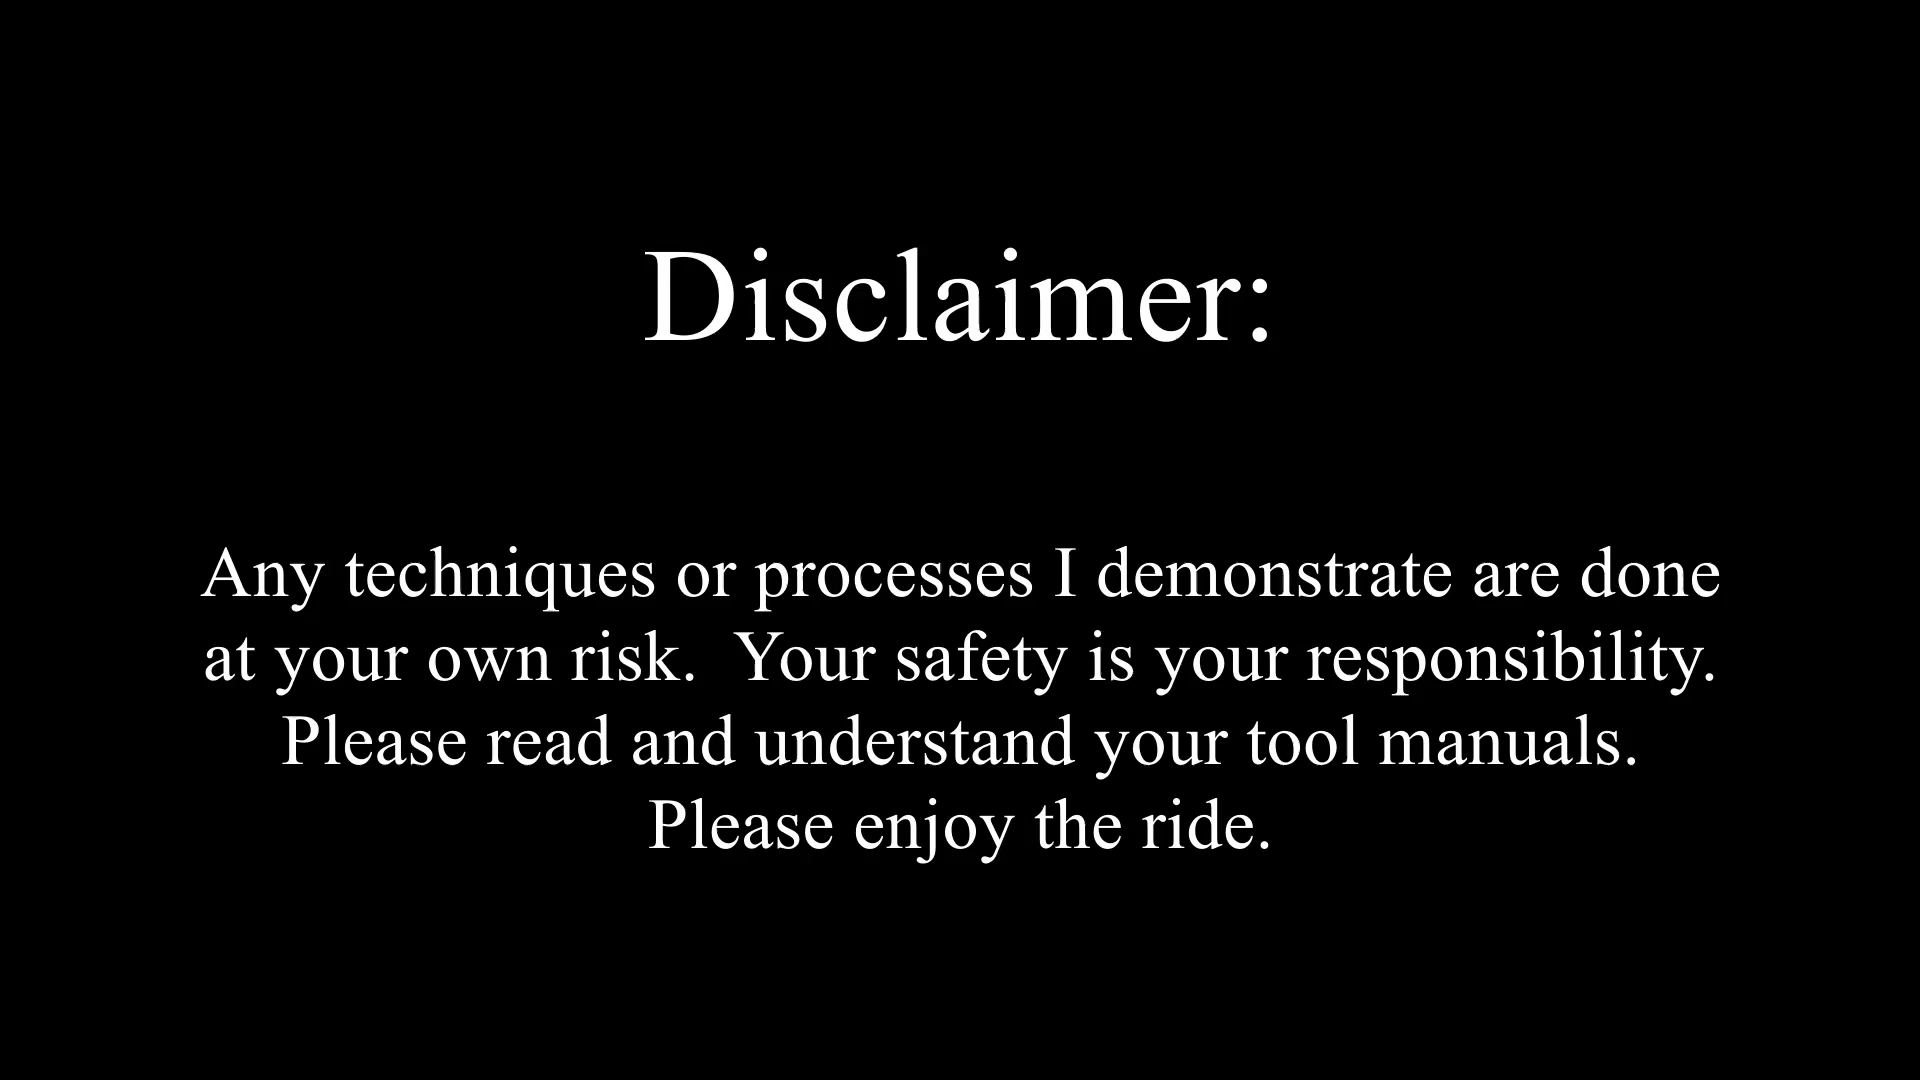 Disclaimer:
Any techniques or processes I demonstrate are done
at your own risk.  Your safety is your responsibility.
Please read and understand your tool manuals.
Please enjoy the ride.